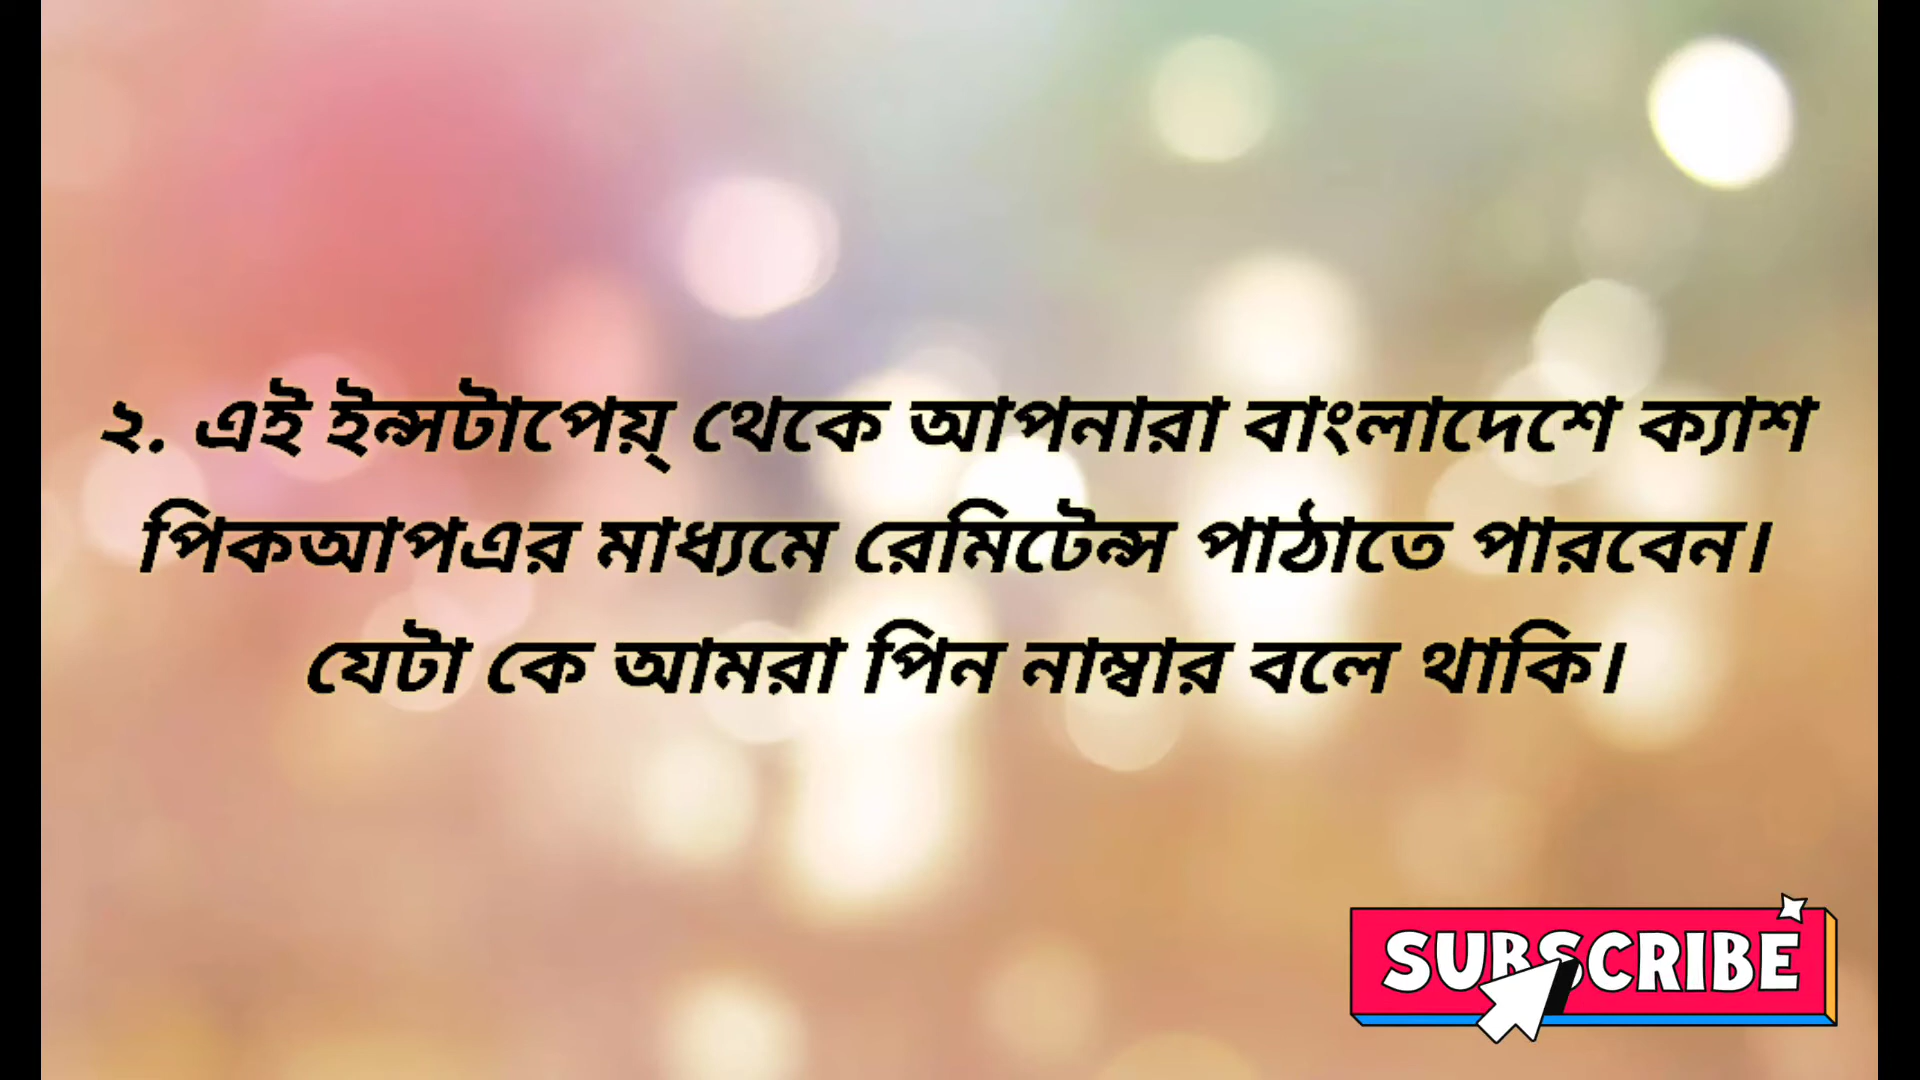 ২. এই ইন্সটাপেয়্ থেকে আপনারা বাংলাদেশে ক্যাশ
পিকআপএর মাধ্যমে রেমিটেন্স পাঠাতে পারবেন।
যেটা কে আমরা পিন নাম্বার বলে থাকি।
SUBSCRIBE